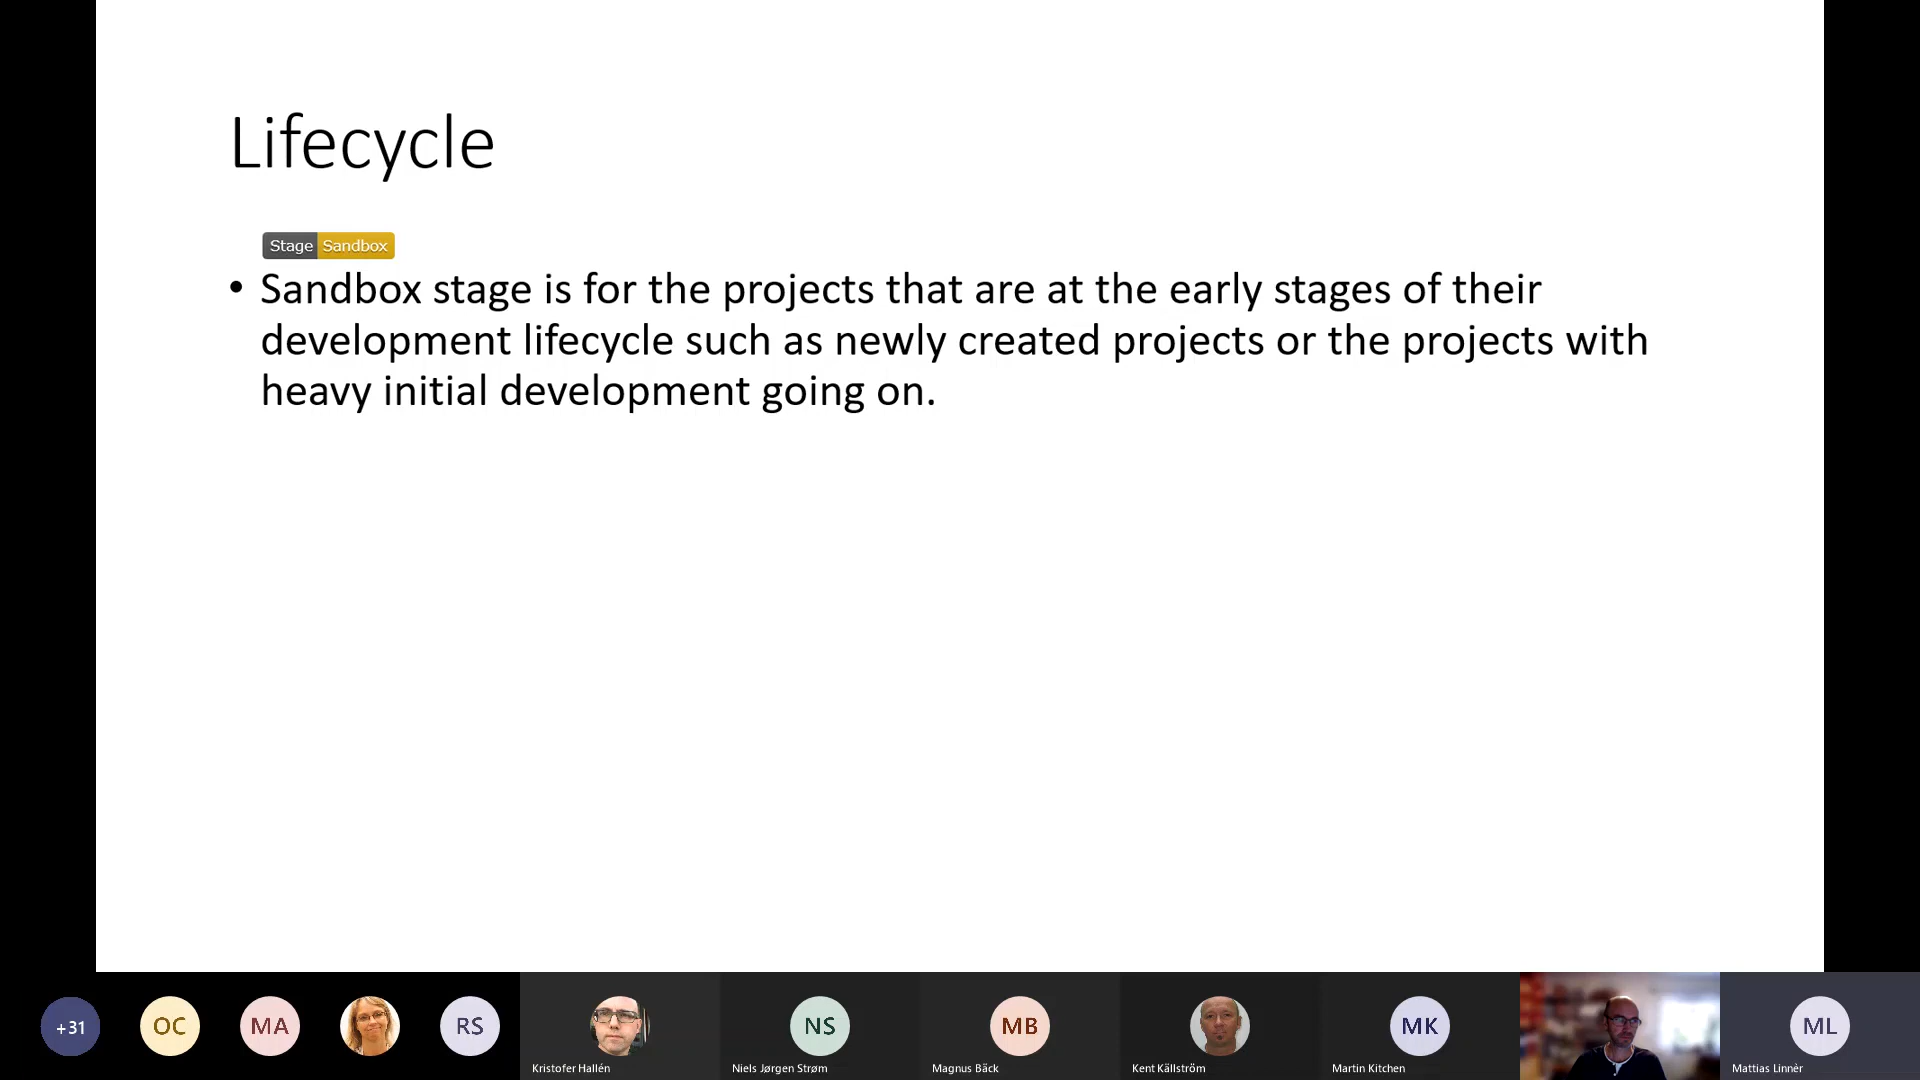 Lifecycle
Stage Sandbox
• Sandbox stage is for the projects that are at the early stages of their
development lifecycle such as newly created projects or the projects with
heavy initial development going on.
+31 OC MA RS NS MB MK ML
Kristofer Hallén Niels Jørgen Strøm Magnus Bäck Kent Källström Martin Kitchen Mattias Linnèr